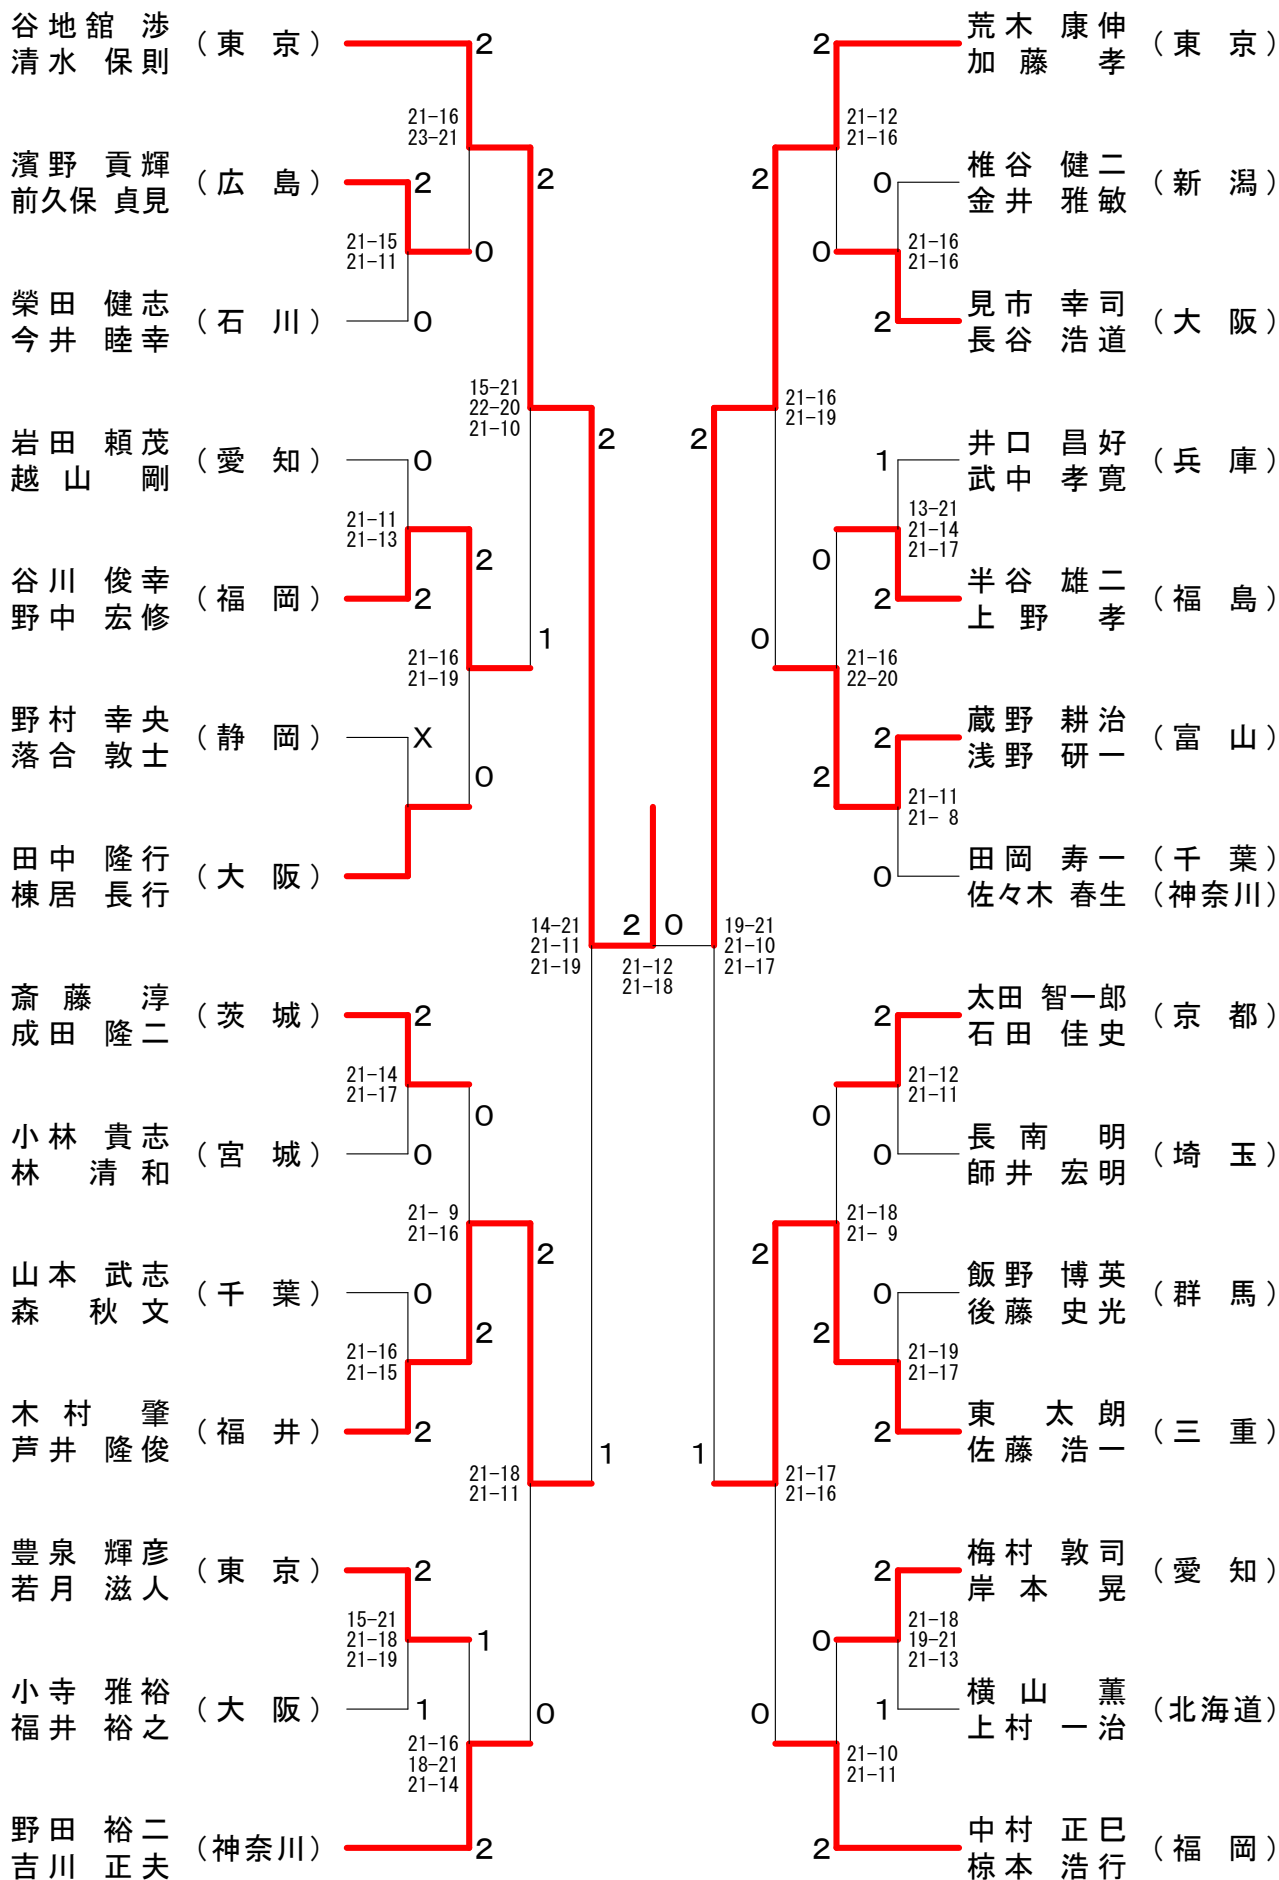 谷地舘 渉
清水 保則
(東 京)
2
21-16
23-21
濱野 貢輝
前久保 貞見
(広 島)
2
21-15
21-11
0
2
榮田 健志
今井 睦幸
(石 川)
0
15-21
22-20
21-10
岩田 頼茂
越山 剛
(愛 知)
0
21-11
21-13
2
2
谷川 俊幸
野中 宏修
(福 岡)
2
21-16
21-19
1
野村 幸央
落合 敦士
(静 岡)
X
0
田中 隆行
棟居 長行
(大 阪)
14-21
21-11
21-19
2
0
21-12
21-18
斎藤 淳
成田 隆二
(茨 城)
2
21-14
21-17
0
小林 貴志
林 清和
(宮 城)
0
21- 9
21-16
山本 武志
森 秋文
(千 葉)
0
21-16
21-15
2
2
木村 肇
芦井 隆俊
(福 井)
2
21-18
21-11
1
豊泉 輝彦
若月 滋人
(東 京)
2
15-21
21-18
21-19
1
小寺 雅裕
福井 裕之
(大 阪)
1
0
21-16
18-21
21-14
野田 裕二
吉川 正夫
(神奈川)
2
荒木 康伸
加藤 孝
(東 京)
2
21-12
21-16
椎谷 健二
金井 雅敏
(新 潟)
0
21-16
21-16
0
2
見市 幸司
長谷 浩道
(大 阪)
2
21-16
21-19
井口 昌好
武中 孝寛
(兵 庫)
1
13-21
21-14
21-17
0
2
半谷 雄二
上野 孝
(福 島)
2
21-16
22-20
0
蔵野 耕治
浅野 研一
(富 山)
2
21-11
21- 8
2
田岡 寿一
佐々木 春生
(千 葉)
(神奈川)
0
19-21
21-10
21-17
太田 智一郎
石田 佳史
(京 都)
2
21-12
21-11
0
長南 明
師井 宏明
(埼 玉)
0
21-18
21- 9
飯野 博英
後藤 史光
(群 馬)
0
21-19
21-17
2
2
東 太朗
佐藤 浩一
(三 重)
2
21-17
21-16
1
梅村 敦司
岸本 晃
(愛 知)
2
21-18
19-21
21-13
0
横山 薫
上村 一治
(北海道)
1
0
21-10
21-11
中村 正巳
椋本 浩行
(福 岡)
2